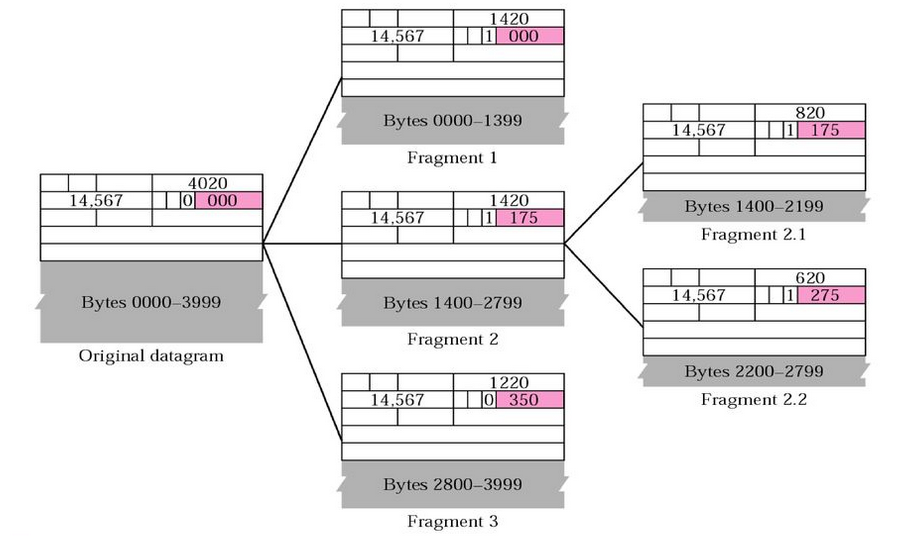 4020
14,567 0 000
Bytes 0000–3999
Original datagram
1420
14,567 1 000
Bytes 0000–1399
Fragment 1
1420
14,567 1 175
Bytes 1400–2799
Fragment 2
1220
14,567 0 350
Bytes 2800–3999
Fragment 3
820
14,567 1 175
Bytes 1400–2199
Fragment 2.1
620
14,567 1 275
Bytes 2200–2799
Fragment 2.2